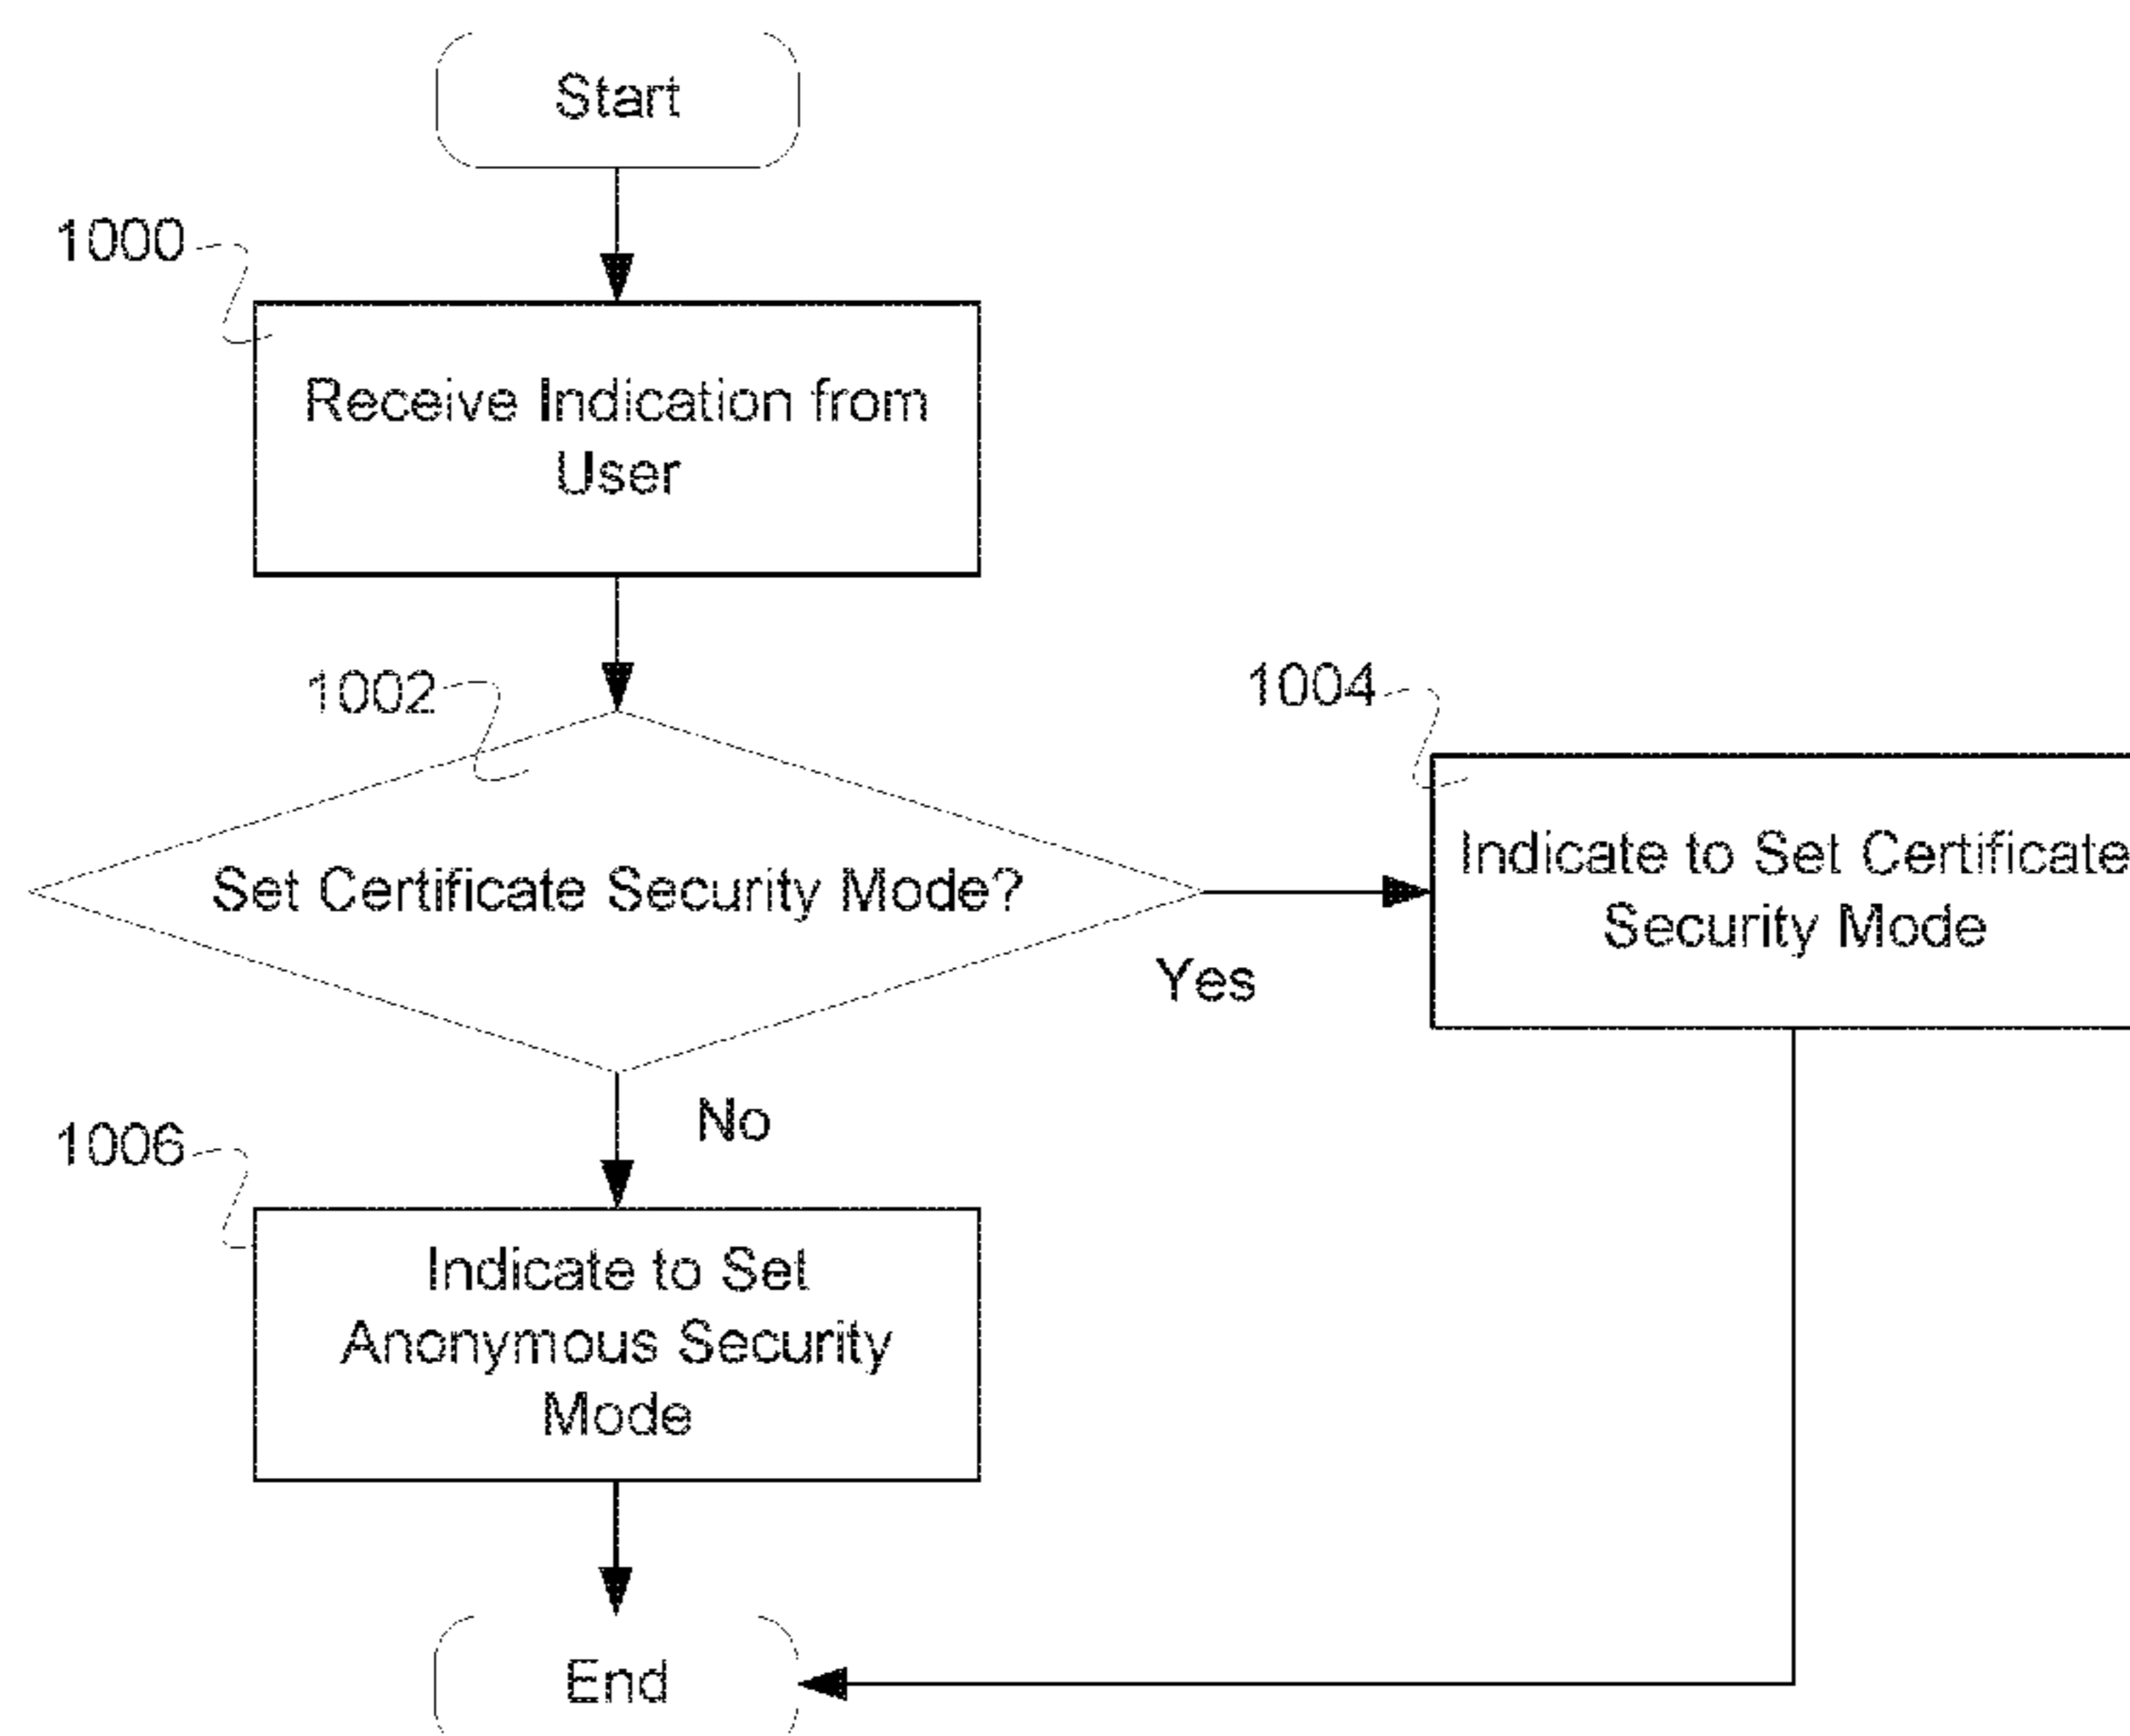 Start
1000
Receive Indication from
User
1002
Set Certificate Security Mode?
Yes
1004
Indicate to Set Certificate
Security Mode
No
1006
Indicate to Set
Anonymous Security
Mode
End